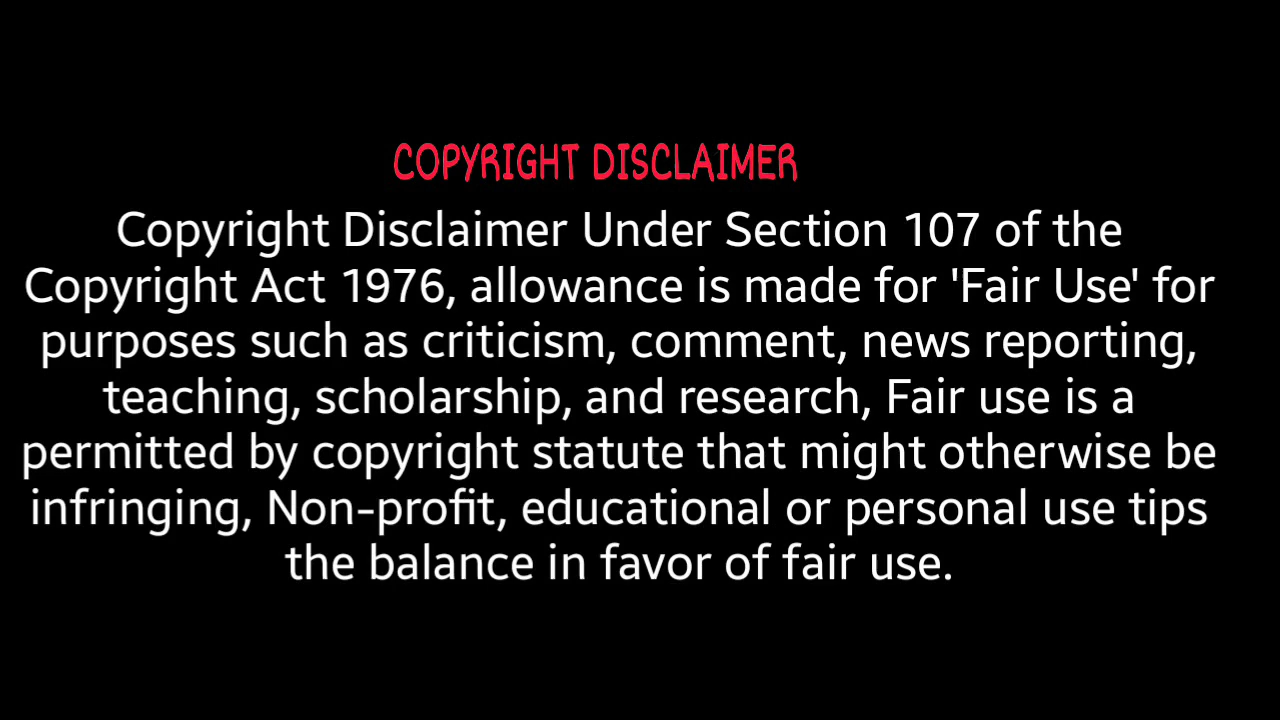 COPYRIGHT DISCLAIMER
Copyright Disclaimer Under Section 107 of the
Copyright Act 1976, allowance is made for 'Fair Use' for
purposes such as criticism, comment, news reporting,
teaching, scholarship, and research, Fair use is a
permitted by copyright statute that might otherwise be
infringing, Non-profit, educational or personal use tips
the balance in favor of fair use.